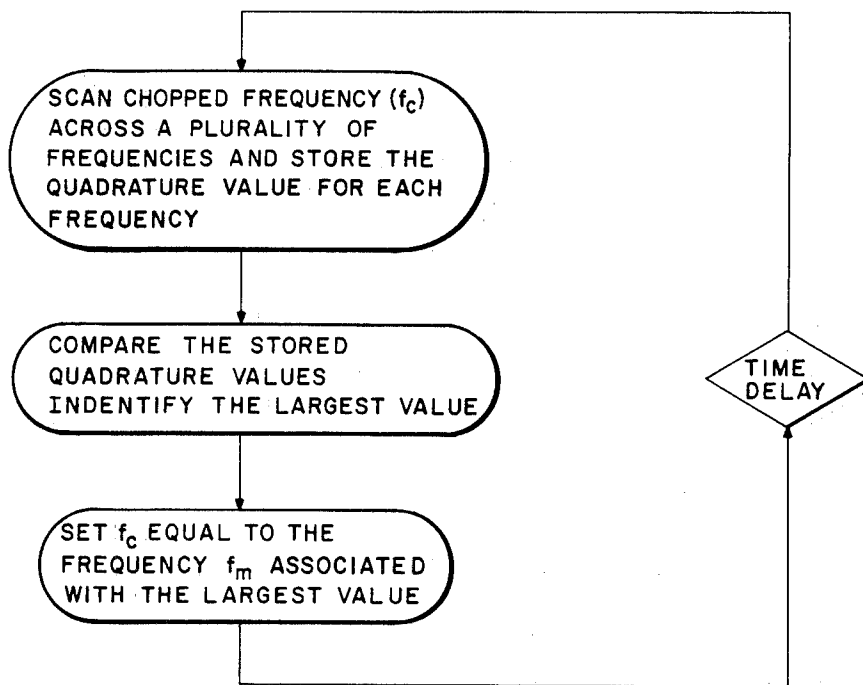 SCAN CHOPPED FREQUENCY (fc)
ACROSS A PLURALITY OF
FREQUENCIES AND STORE THE
QUADRATURE VALUE FOR EACH
FREQUENCY
COMPARE THE STORED
QUADRATURE VALUES
INDENTIFY THE LARGEST VALUE
SET fc EQUAL TO THE
FREQUENCY fm ASSOCIATED
WITH THE LARGEST VALUE
TIME
DELAY